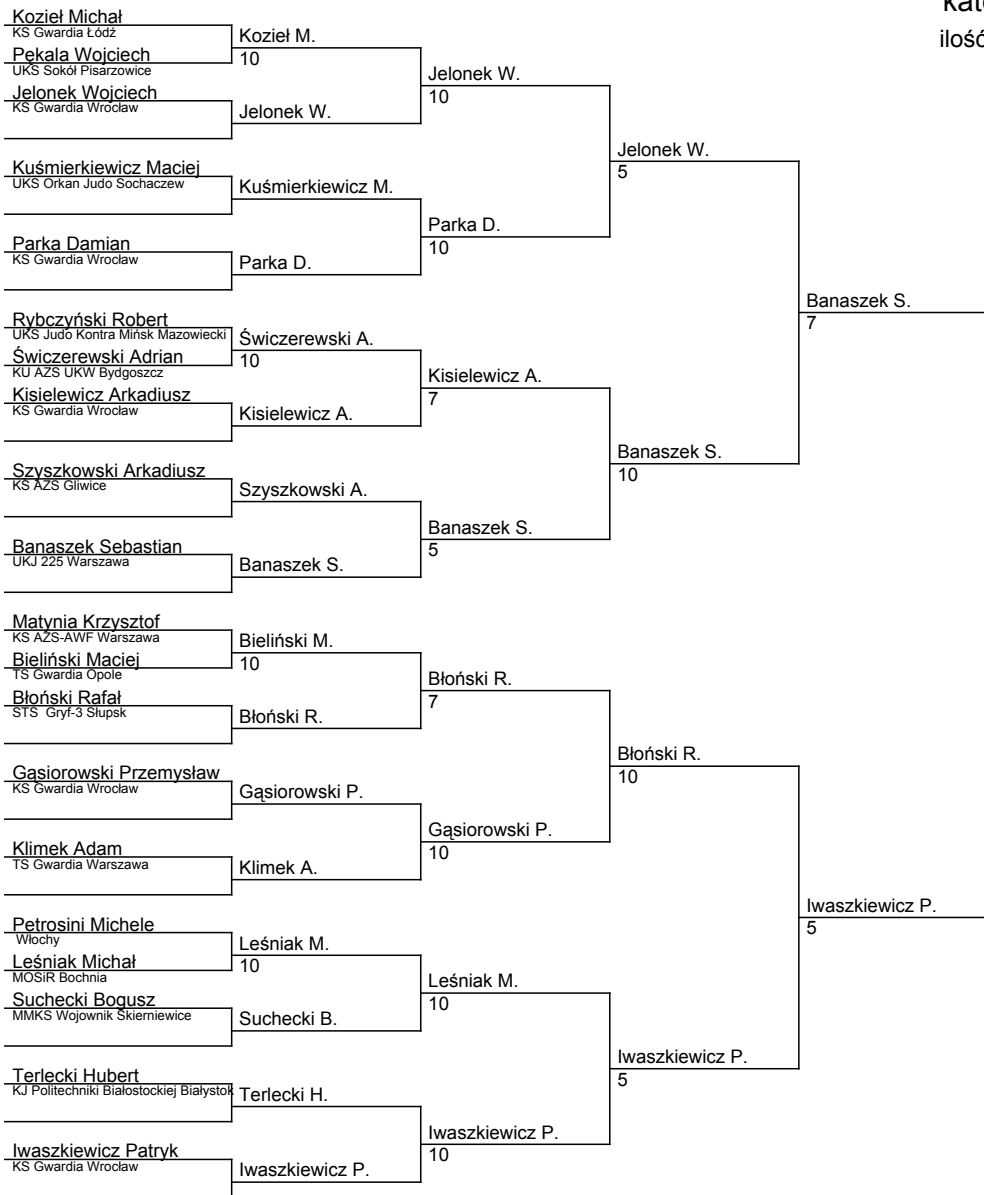 Kozieł Michał
KS Gwardia Łódź
Pękala Wojciech
UKS Sokół Pisarzowice
Jelonek Wojciech
KS Gwardia Wrocław
Kuśmierkiewicz Maciej
UKS Orkan Judo Sochaczew
Parka Damian
KS Gwardia Wrocław
Rybczyński Robert
UKS Judo Kontra Mińsk Mazowiecki
Świczerewski Adrian
KU AZS UKW Bydgoszcz
Kisielewicz Arkadiusz
KS Gwardia Wrocław
Szyszkowski Arkadiusz
KS AZS Gliwice
Banaszek Sebastian
UKJ 225 Warszawa
Matynia Krzysztof
KS AZS-AWF Warszawa
Bieliński Maciej
TS Gwardia Opole
Błoński Rafał
STS Gryf-3 Słupsk
Gąsiorowski Przemysław
KS Gwardia Wrocław
Klimek Adam
TS Gwardia Warszawa
Petrosini Michele
Włochy
Leśniak Michał
MOSiR Bochnia
Suchecki Bogusz
MMKS Wojownik Skierniewice
Terlecki Hubert
KJ Politechniki Białostockiej Białystok
Iwaszkiewicz Patryk
KS Gwardia Wrocław
Kozieł M.
10
Jelonek W.
Kuśmierkiewicz M.
Parka D.
Świczerewski A.
10
Kisielewicz A.
Szyszkowski A.
Banaszek S.
Bieliński M.
10
Błoński R.
Gąsiorowski P.
Klimek A.
Leśniak M.
10
Suchecki B.
Terlecki H.
Iwaszkiewicz P.
Jelonek W.
10
Parka D.
10
Kisielewicz A.
7
Banaszek S.
5
Błoński R.
7
Gąsiorowski P.
10
Leśniak M.
10
Iwaszkiewicz P.
10
Jelonek W.
5
Banaszek S.
10
Błoński R.
10
Iwaszkiewicz P.
5
Banaszek S.
7
Iwaszkiewicz P.
5